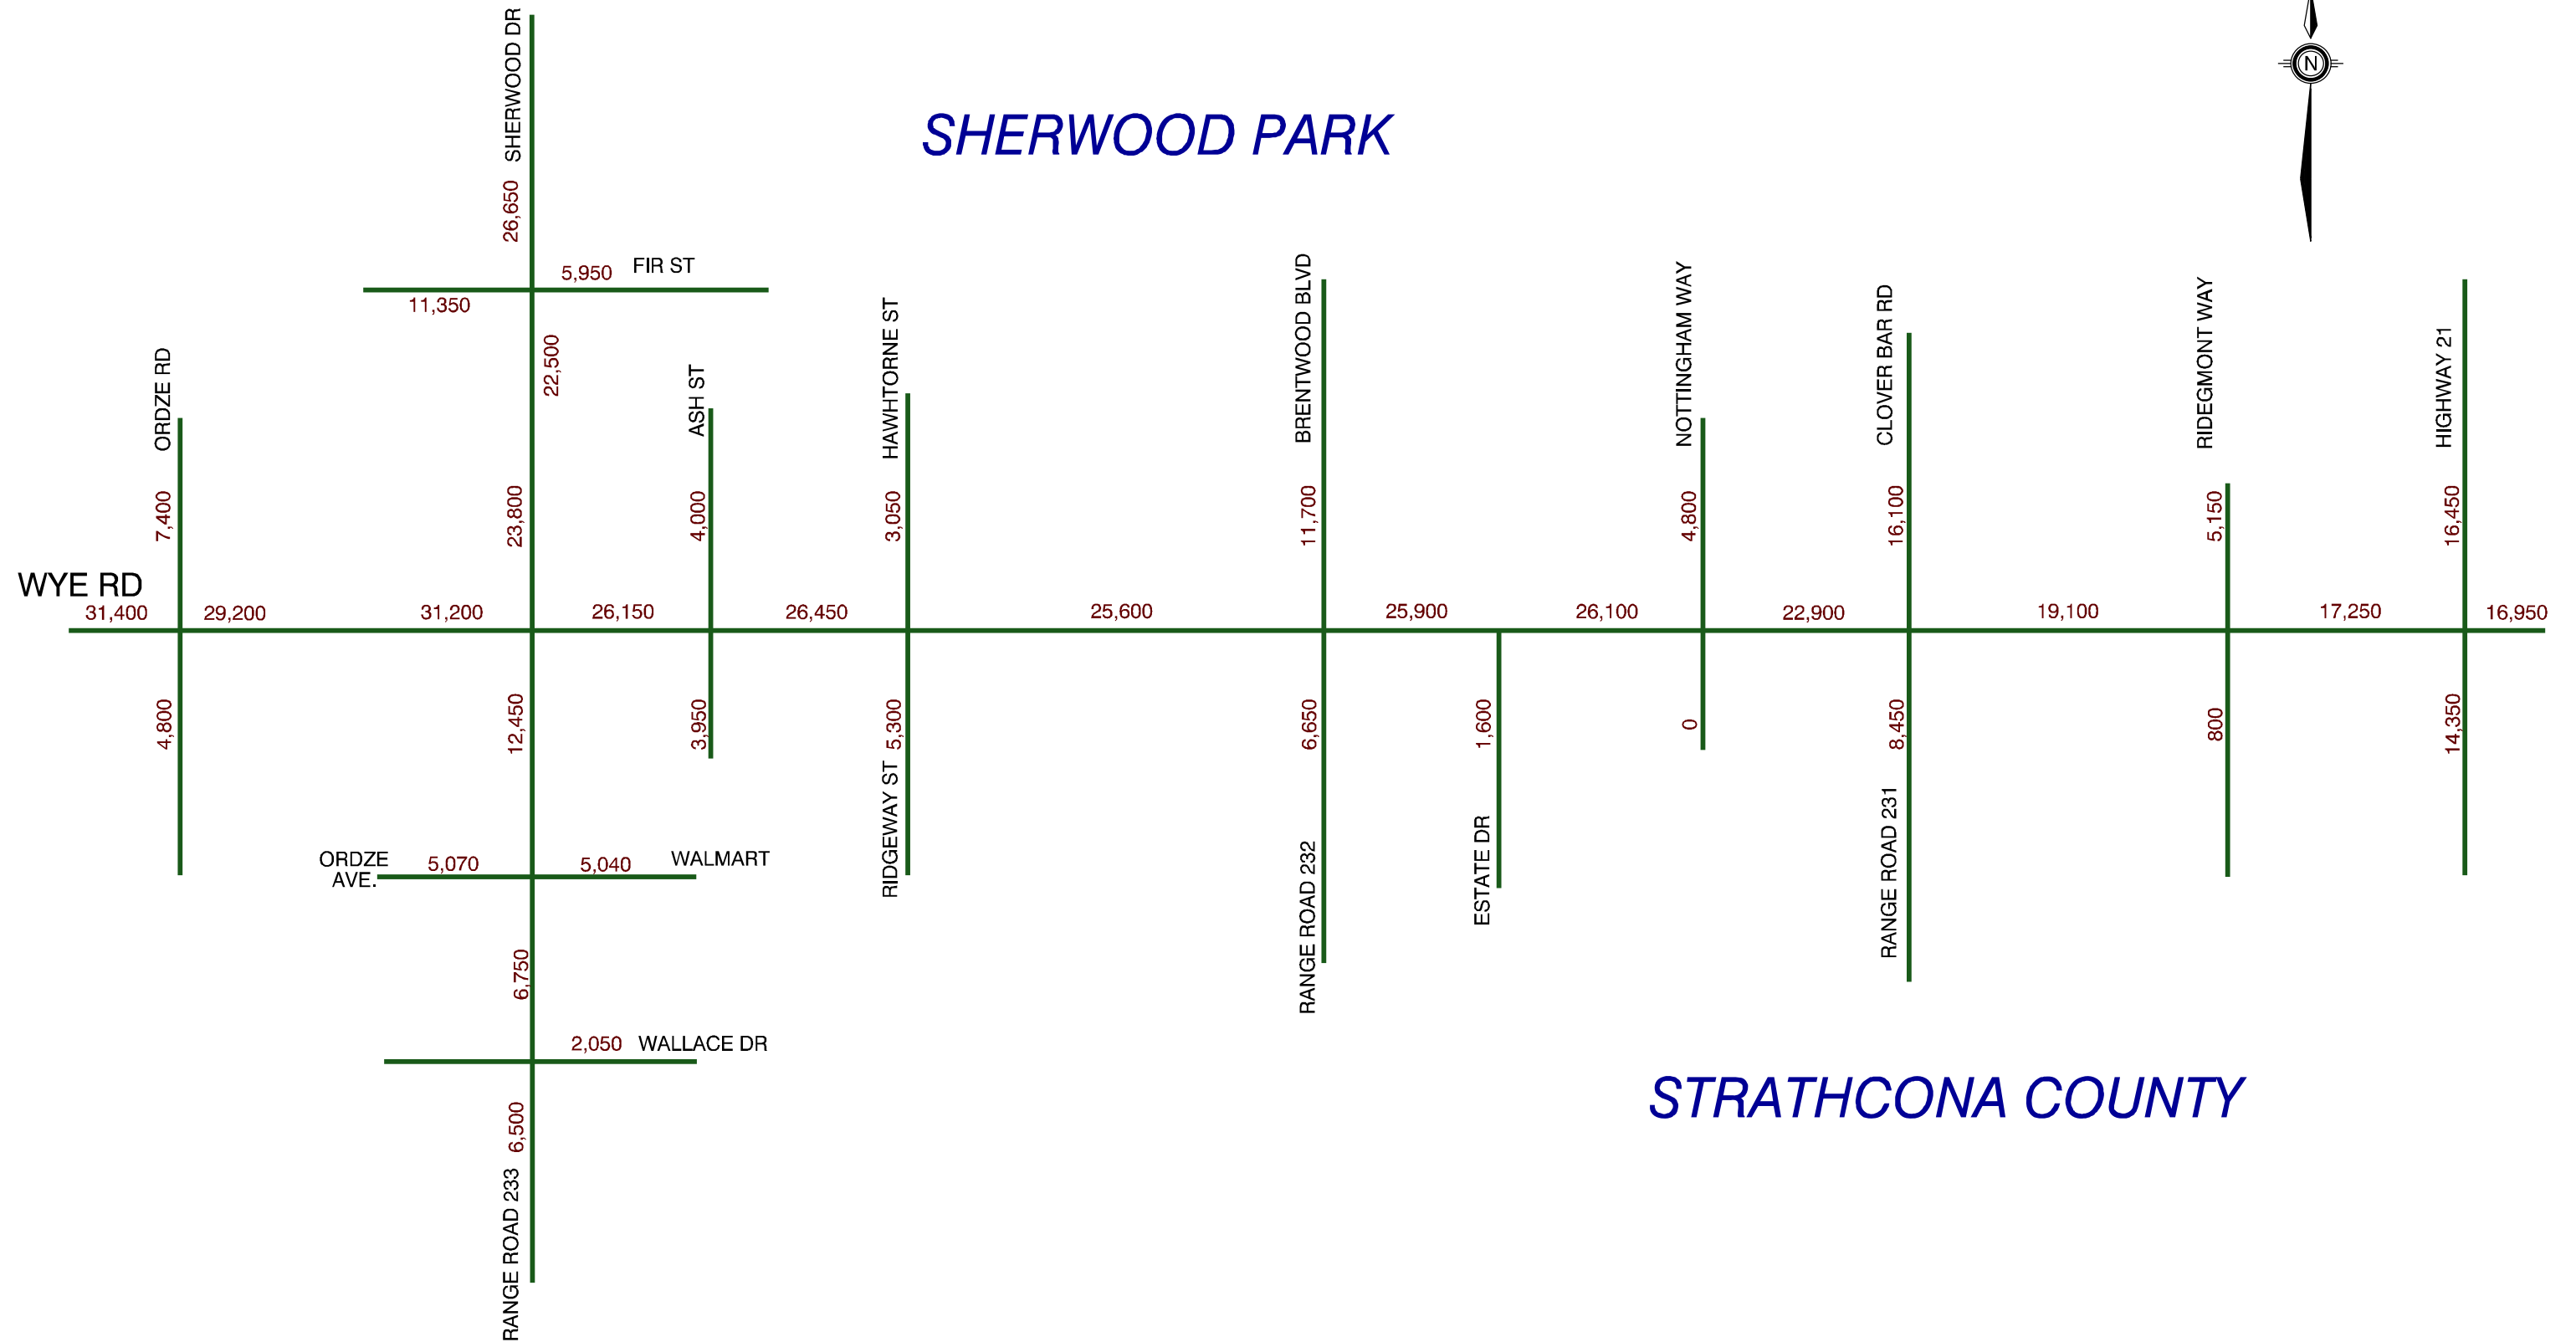 SHERWOOD DR
N
SHERWOOD PARK
26,650
5,950
FIR ST
11,350
22,500
ORDZE RD
ASH ST
HAWHTORNE ST
BRENTWOOD BLVD
NOTTINGHAM WAY
CLOVER BAR RD
RIDEGMONT WAY
HIGHWAY 21
7,400
23,800
4,000
3,050
11,700
4,800
16,100
5,150
16,450
WYE RD
31,400
29,200
31,200
26,150
26,450
25,600
25,900
26,100
22,900
19,100
17,250
16,950
4,800
12,450
3,950
5,300
6,650
1,600
0
8,450
800
14,350
RIDGEWAY ST
RANGE ROAD 232
ESTATE DR
RANGE ROAD 231
ORDZE
AVE.
5,070
5,040
WALMART
6,750
2,050
WALLACE DR
STRATHCONA COUNTY
6,500
RANGE ROAD 233